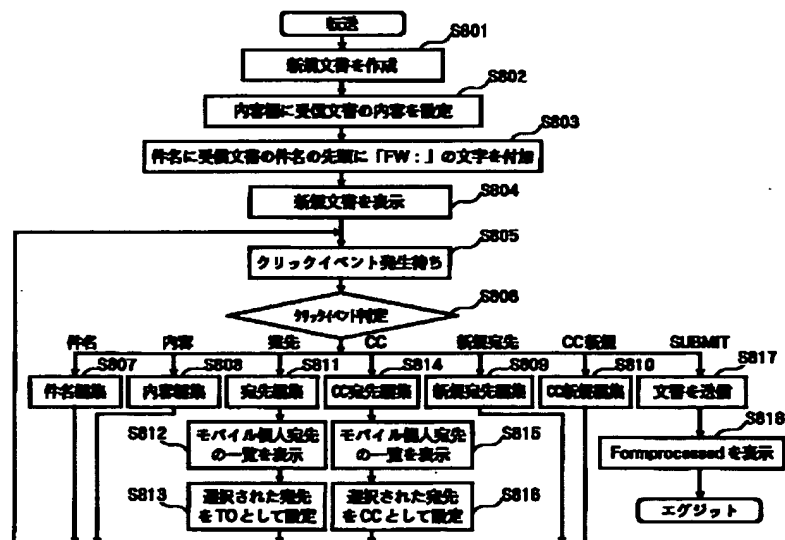 転送
S801
新規文書を作成
S802
内容欄に受信文書の内容を設定
S803
件名に受信文書の件名の先頭に「FW:」の文字を付加
S804
新規文書を表示
S805
クリックイベント発生待ち
S806
クリックイベント判定
件名 内容 宛先 CC 新規宛先 CC新規 SUBMIT
S807 S808 S811 S814 S809 S810 S817
件名編集 内容編集 宛先編集 CC宛先編集 新規宛先編集 CC新規編集 文書を送信
S812 S815 S818
モバイル個人宛先
の一覧を表示
モバイル個人宛先
の一覧を表示
Formprocessedを表示
S813 S816
選択された宛先
をTOとして設定
選択された宛先
をCCとして設定
エグジット